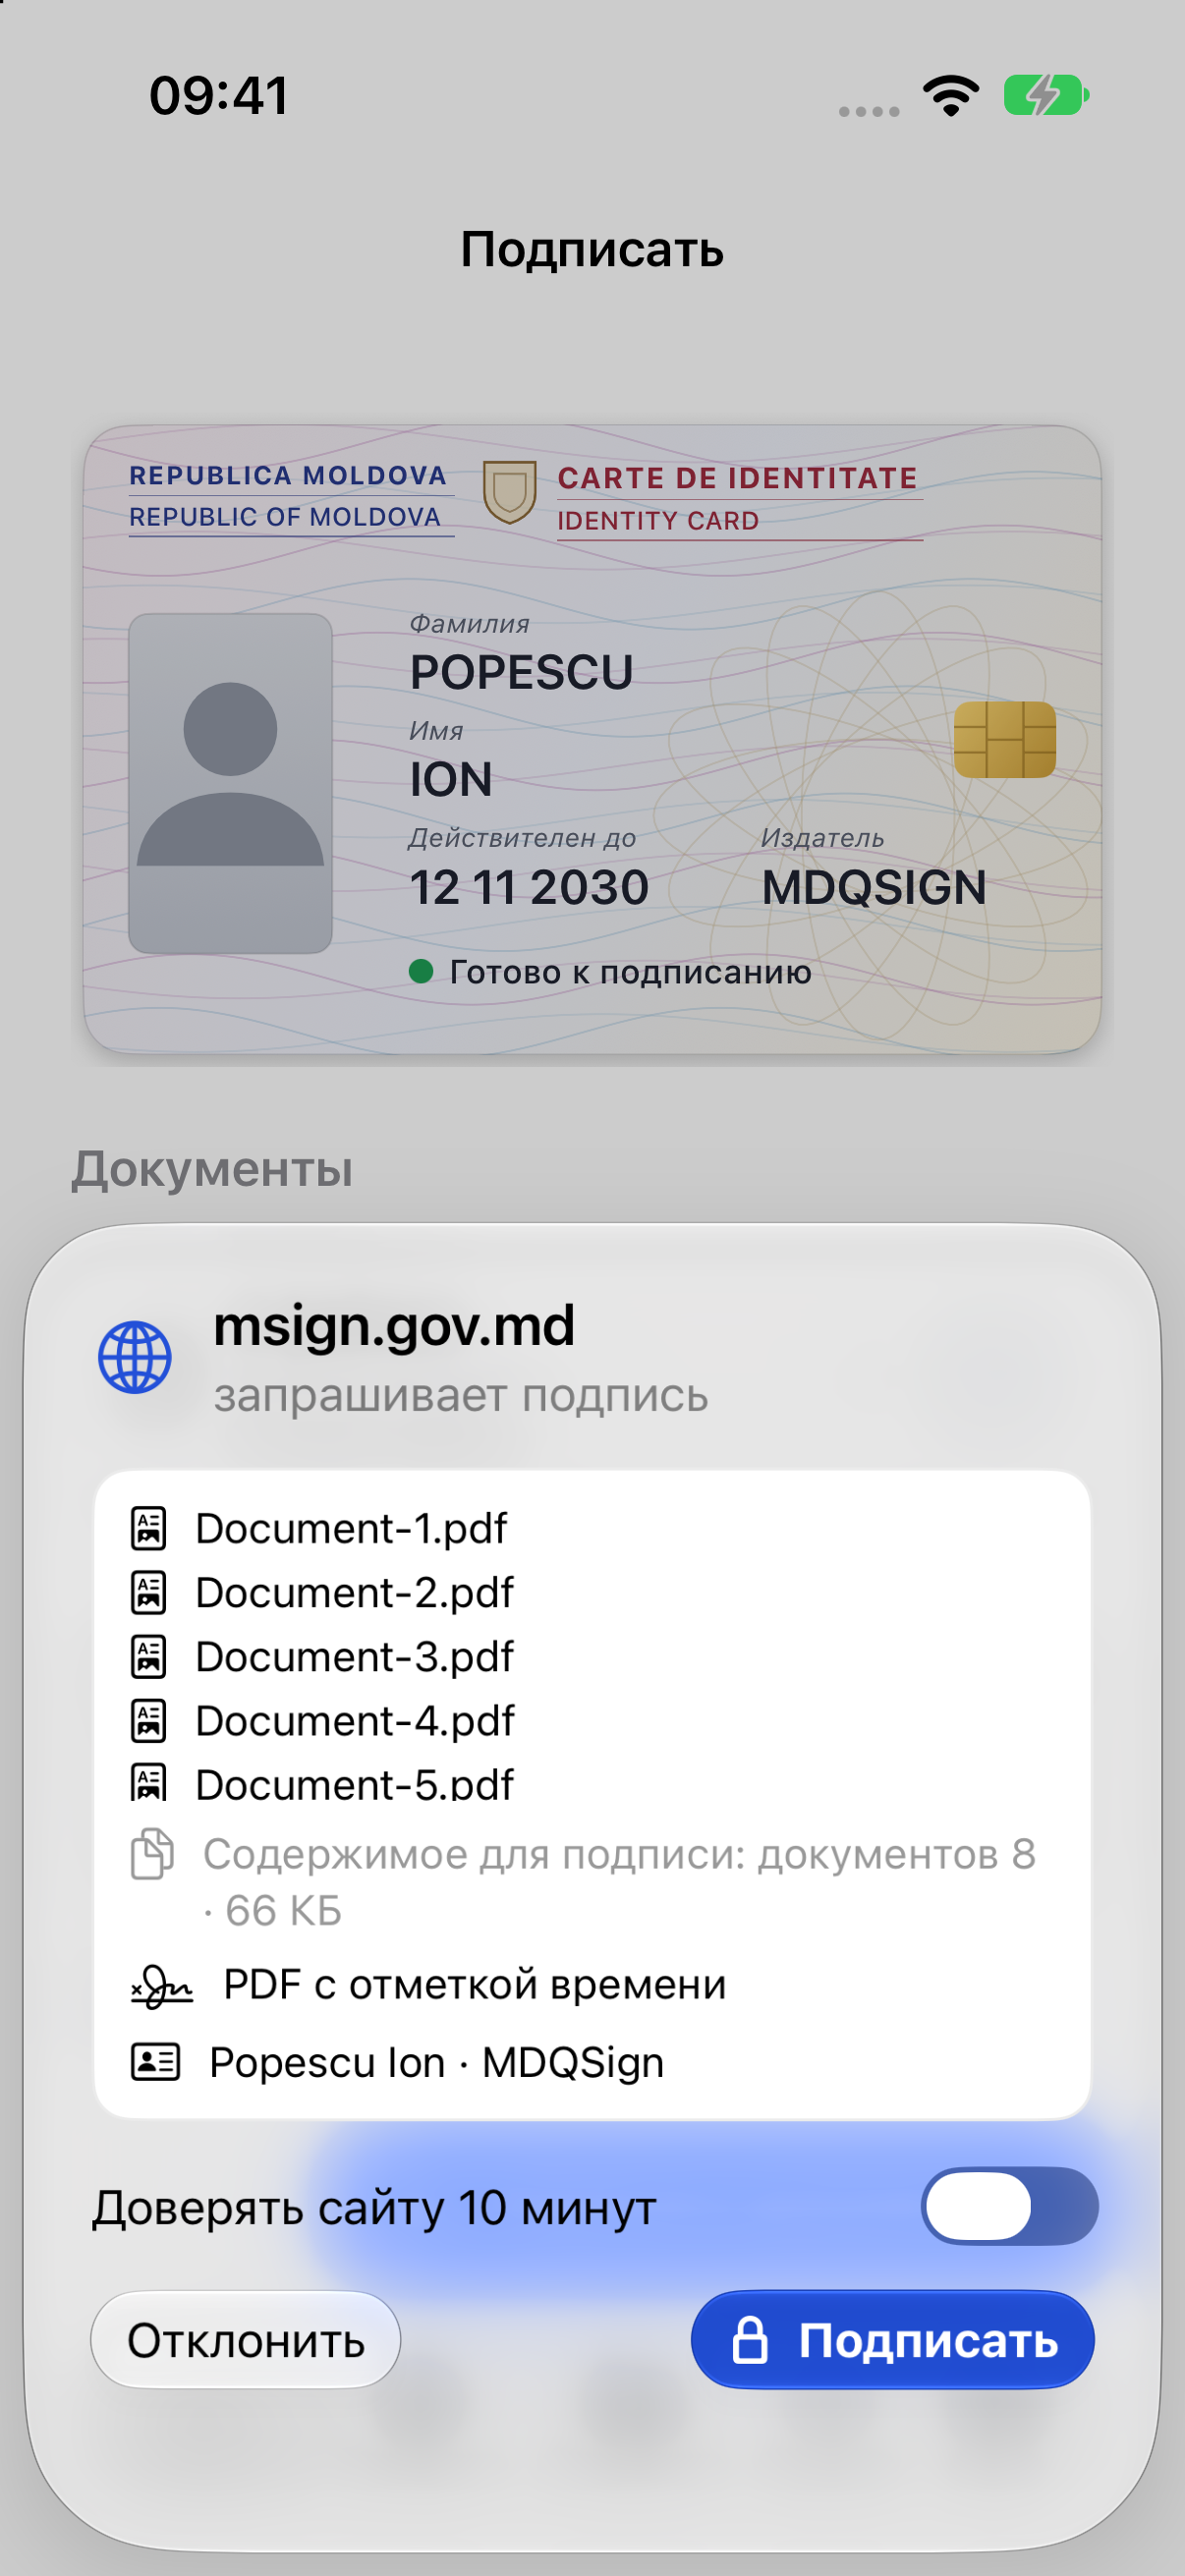 09:41
Подписать
REPUBLICA MOLDOVA
REPUBLIC OF MOLDOVA
CARTE DE IDENTITATE
IDENTITY CARD
Фамилия
POPESCU
Имя
ION
Действителен до
12 11 2030
Издатель
MDQSIGN
Готово к подписанию
Документы
msign.gov.md
запрашивает подпись
Document-1.pdf
Document-2.pdf
Document-3.pdf
Document-4.pdf
Document-5.pdf
Содержимое для подписи: документов 8
· 66 КБ
PDF с отметкой времени
Popescu Ion · MDQSign
Доверять сайту 10 минут
Отклонить
Подписать